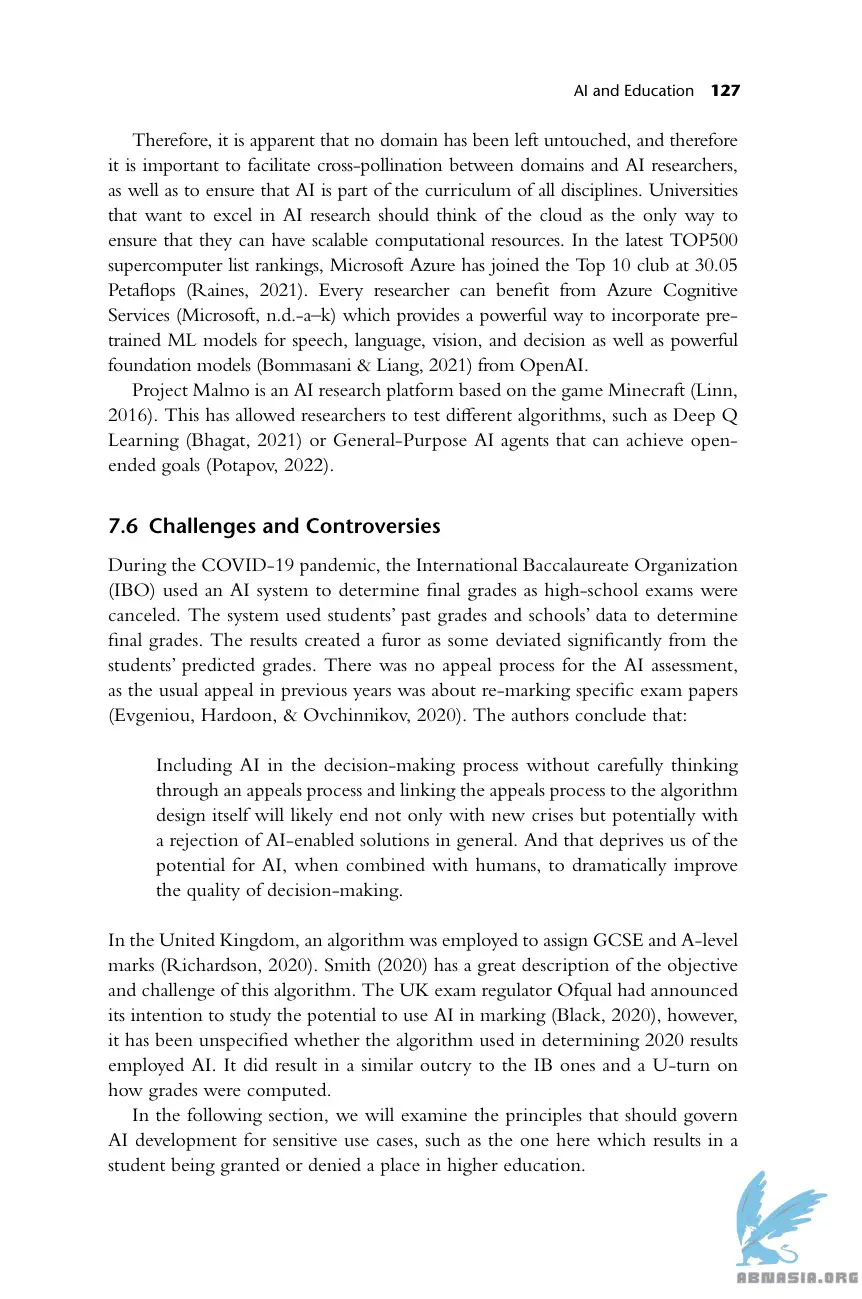 AI and Education 127
Therefore, it is apparent that no domain has been left untouched, and therefore
it is important to facilitate cross-pollination between domains and AI researchers,
as well as to ensure that AI is part of the curriculum of all disciplines. Universities
that want to excel in AI research should think of the cloud as the only way to
ensure that they can have scalable computational resources. In the latest TOP500
supercomputer list rankings, Microsoft Azure has joined the Top 10 club at 30.05
Petaflops (Raines, 2021). Every researcher can benefit from Azure Cognitive
Services (Microsoft, n.d.-a–k) which provides a powerful way to incorporate pre-
trained ML models for speech, language, vision, and decision as well as powerful
foundation models (Bommasani & Liang, 2021) from OpenAI.
Project Malmo is an AI research platform based on the game Minecraft (Linn,
2016). This has allowed researchers to test different algorithms, such as Deep Q
Learning (Bhagat, 2021) or General-Purpose AI agents that can achieve open-
ended goals (Potapov, 2022).
7.6 Challenges and Controversies
During the COVID-19 pandemic, the International Baccalaureate Organization
(IBO) used an AI system to determine final grades as high-school exams were
canceled. The system used students’ past grades and schools’ data to determine
final grades. The results created a furor as some deviated significantly from the
students’ predicted grades. There was no appeal process for the AI assessment,
as the usual appeal in previous years was about re-marking specific exam papers
(Evgeniou, Hardoon, & Ovchinnikov, 2020). The authors conclude that:
Including AI in the decision-making process without carefully thinking
through an appeals process and linking the appeals process to the algorithm
design itself will likely end not only with new crises but potentially with
a rejection of AI-enabled solutions in general. And that deprives us of the
potential for AI, when combined with humans, to dramatically improve
the quality of decision-making.
In the United Kingdom, an algorithm was employed to assign GCSE and A-level
marks (Richardson, 2020). Smith (2020) has a great description of the objective
and challenge of this algorithm. The UK exam regulator Ofqual had announced
its intention to study the potential to use AI in marking (Black, 2020), however,
it has been unspecified whether the algorithm used in determining 2020 results
employed AI. It did result in a similar outcry to the IB ones and a U-turn on
how grades were computed.
In the following section, we will examine the principles that should govern
AI development for sensitive use cases, such as the one here which results in a
student being granted or denied a place in higher education.
ABNASIA.ORG